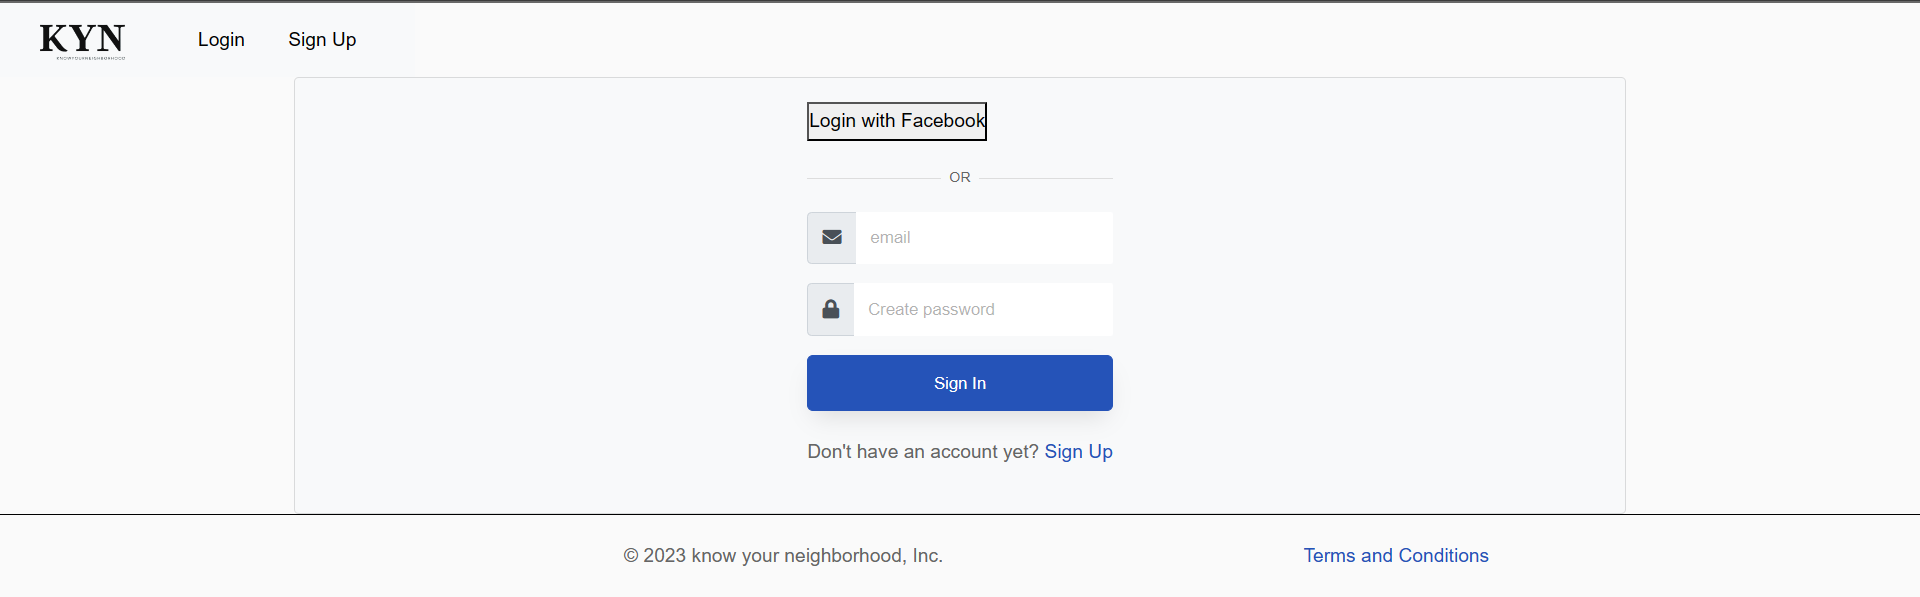 KYN
KNOWYOURNEIGHBORHOOD
Login
Sign Up
Login with Facebook
OR
email
Create password
Sign In
Don't have an account yet? Sign Up
© 2023 know your neighborhood, Inc.
Terms and Conditions